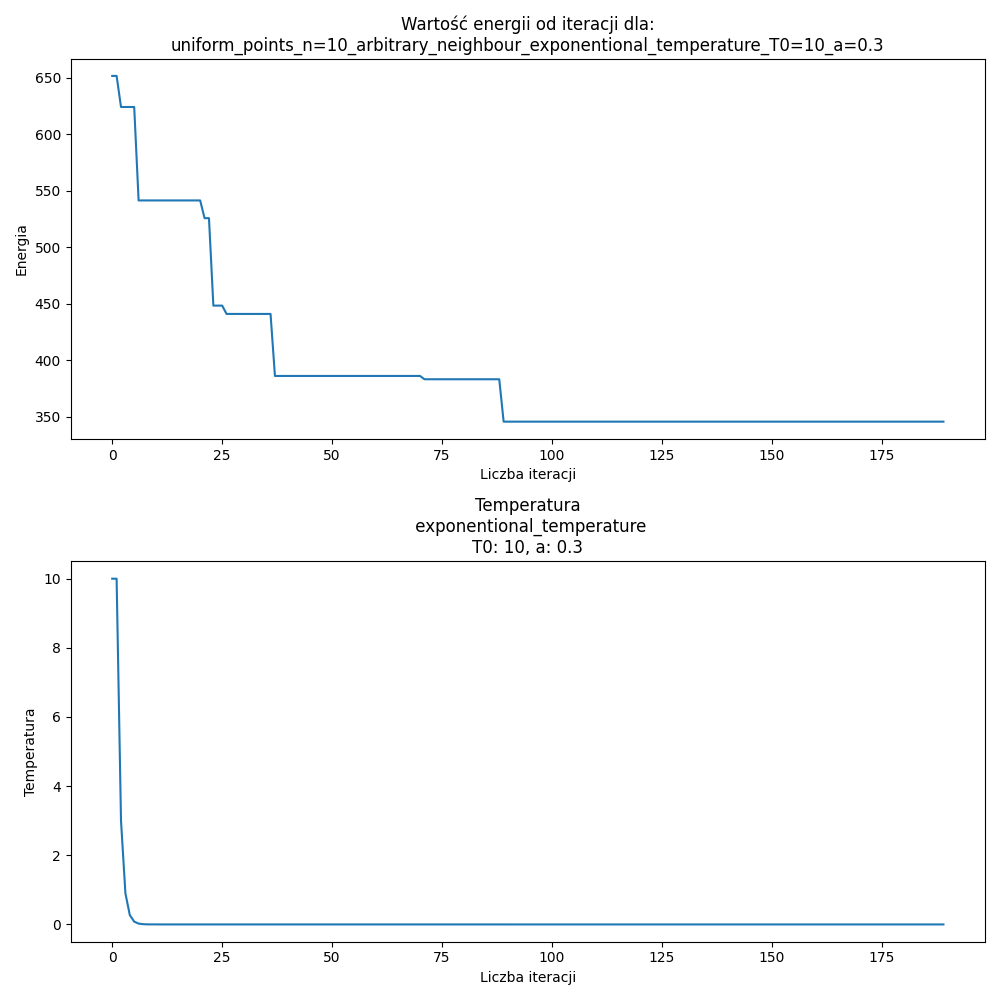 Wartość energii od iteracji dla:
uniform_points_n=10_arbitrary_neighbour_exponentional_temperature_T0=10_a=0.3
650
600
550
500
450
400
350
Energia
0 25 50 75 100 125 150 175
Liczba iteracji
Temperatura
exponentional_temperature
T0: 10, a: 0.3
10
8
6
4
2
0
Temperatura
0 25 50 75 100 125 150 175
Liczba iteracji